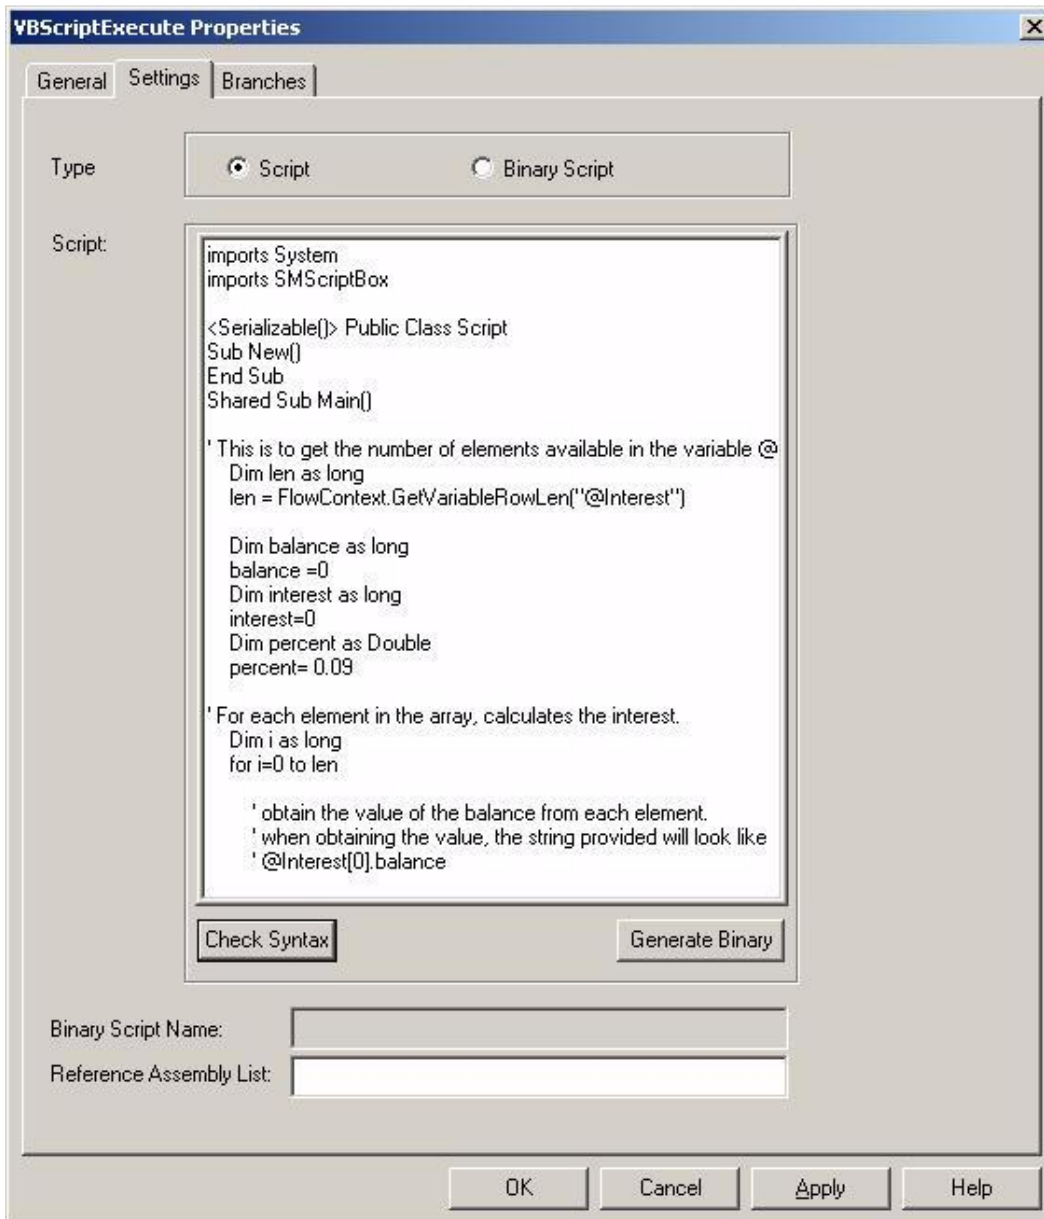 VBScriptExecute Properties
General Settings Branches
Type Script Binary Script
Script:
imports System
imports SMScriptBox
<Serializable()> Public Class Script
Sub New()
End Sub
Shared Sub Main()
' This is to get the number of elements available in the variable @
Dim len as long
len = FlowContext.GetVariableRowLen("@Interest")
Dim balance as long
balance =0
Dim interest as long
interest=0
Dim percent as Double
percent= 0.09
' For each element in the array, calculates the interest.
Dim i as long
for i=0 to len
' obtain the value of the balance from each element.
' when obtaining the value, the string provided will look like
' @Interest[0].balance
Check Syntax Generate Binary
Binary Script Name:
Reference Assembly List:
OK Cancel Apply Help